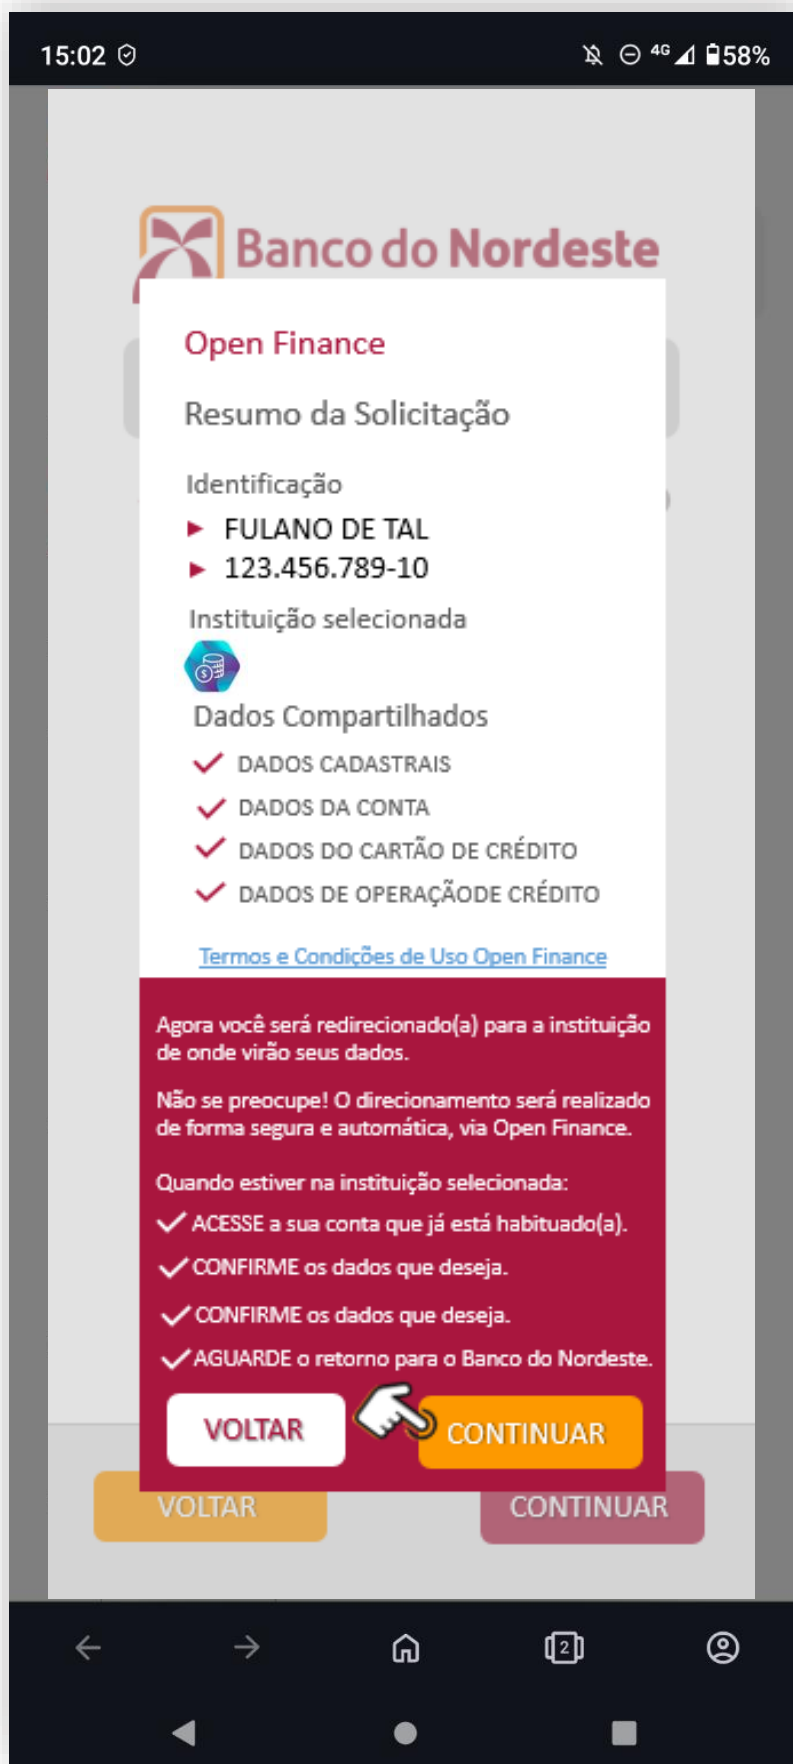 15:02
4G
58%
Banco do Nordeste
Open Finance
Resumo da Solicitação
Identificação
FULANO DE TAL
123.456.789-10
Instituição selecionada
Dados Compartilhados
DADOS CADASTRAIS
DADOS DA CONTA
DADOS DO CARTÃO DE CRÉDITO
DADOS DE OPERAÇÃODE CRÉDITO
Termos e Condições de Uso Open Finance
Agora você será redirecionado(a) para a instituição
de onde virão seus dados.
Não se preocupe! O direcionamento será realizado
de forma segura e automática, via Open Finance.
Quando estiver na instituição selecionada:
ACESSE a sua conta que já está habituado(a).
CONFIRME os dados que deseja.
CONFIRME os dados que deseja.
AGUARDE o retorno para o Banco do Nordeste.
VOLTAR
CONTINUAR
VOLTAR
CONTINUAR
2